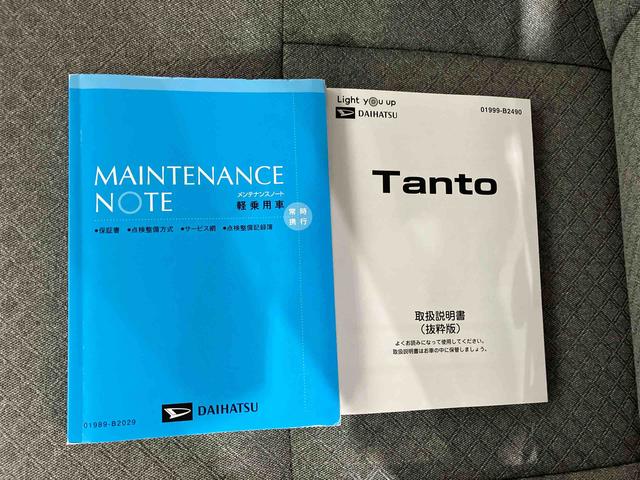 MAINTENANCE
NOTE
メンテナンスノート
軽乗用車
常時
携行
●保証書 ●点検整備方式 ●サービス網 ●点検整備記録簿
DAIHATSU
01989-B2029
Light you up
DAIHATSU
01999-B2490
Tanto
取扱説明書
(抜粋版)
よくお読みになって使用してください。
取扱説明書はお車の中に保管しましょう。